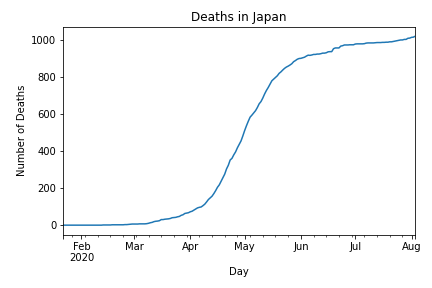 Deaths in Japan
1000
800
600
400
200
0
Number of Deaths
Feb
2020
Mar
Apr
May
Jun
Jul
Aug
Day